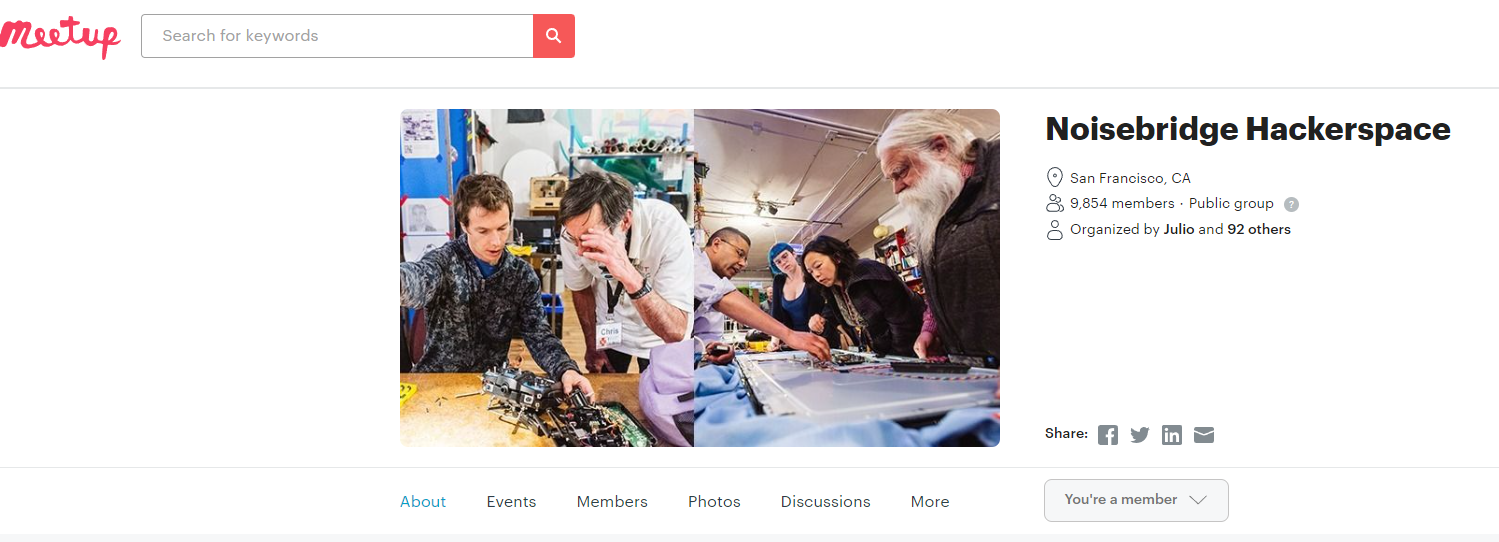 meetup
Search for keywords
Noisebridge Hackerspace
San Francisco, CA
9,854 members · Public group ?
Organized by Julio and 92 others
Chris
Share:
About Events Members Photos Discussions More
You're a member